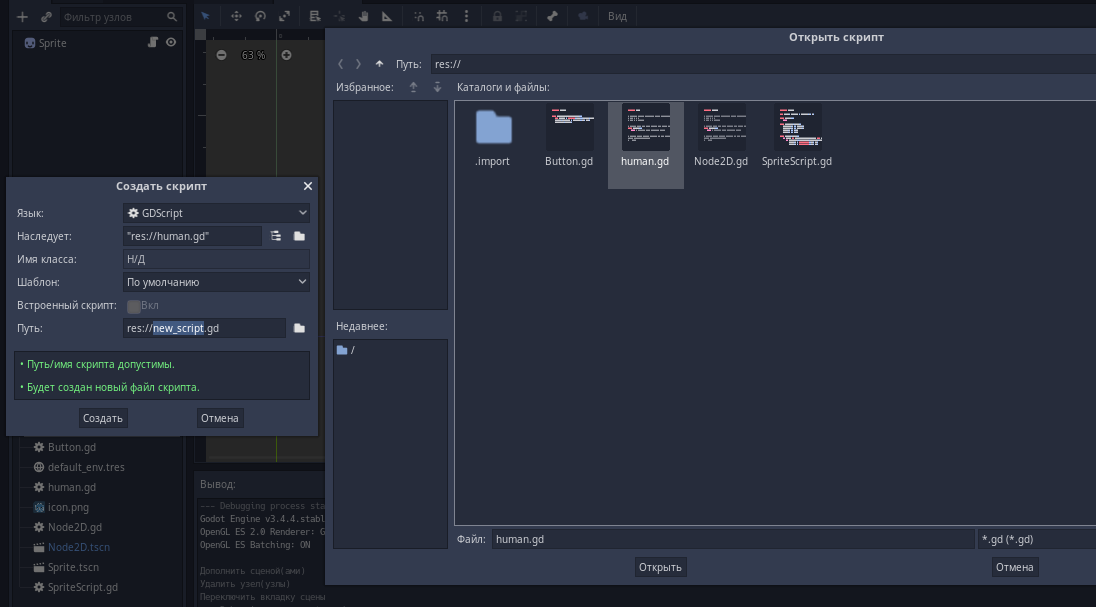 Фильтр узлов
Вид
Sprite
63 %
Открыть скрипт
Путь:
res://
Избранное:
Каталоги и файлы:
.import
Button.gd
human.gd
Node2D.gd
SpriteScript.gd
Создать скрипт
Язык:
GDScript
Наследует:
"res://human.gd"
Имя класса:
Н/Д
Шаблон:
По умолчанию
Встроенный скрипт:
Вкл
Путь:
res://new_script.gd
• Путь/имя скрипта допустимы.
• Будет создан новый файл скрипта.
Создать
Отмена
Недавнее:
/
Button.gd
default_env.tres
human.gd
icon.png
Node2D.gd
Node2D.tscn
Sprite.tscn
SpriteScript.gd
Вывод:
--- Debugging process sta
Godot Engine v3.4.4.stabl
OpenGL ES 2.0 Renderer: G
OpenGL ES Batching: ON
Дополнить сценой(ами)
Удалить узел(узлы)
Переключить вкладку сцены
Файл:
human.gd
*.gd (*.gd)
Открыть
Отмена